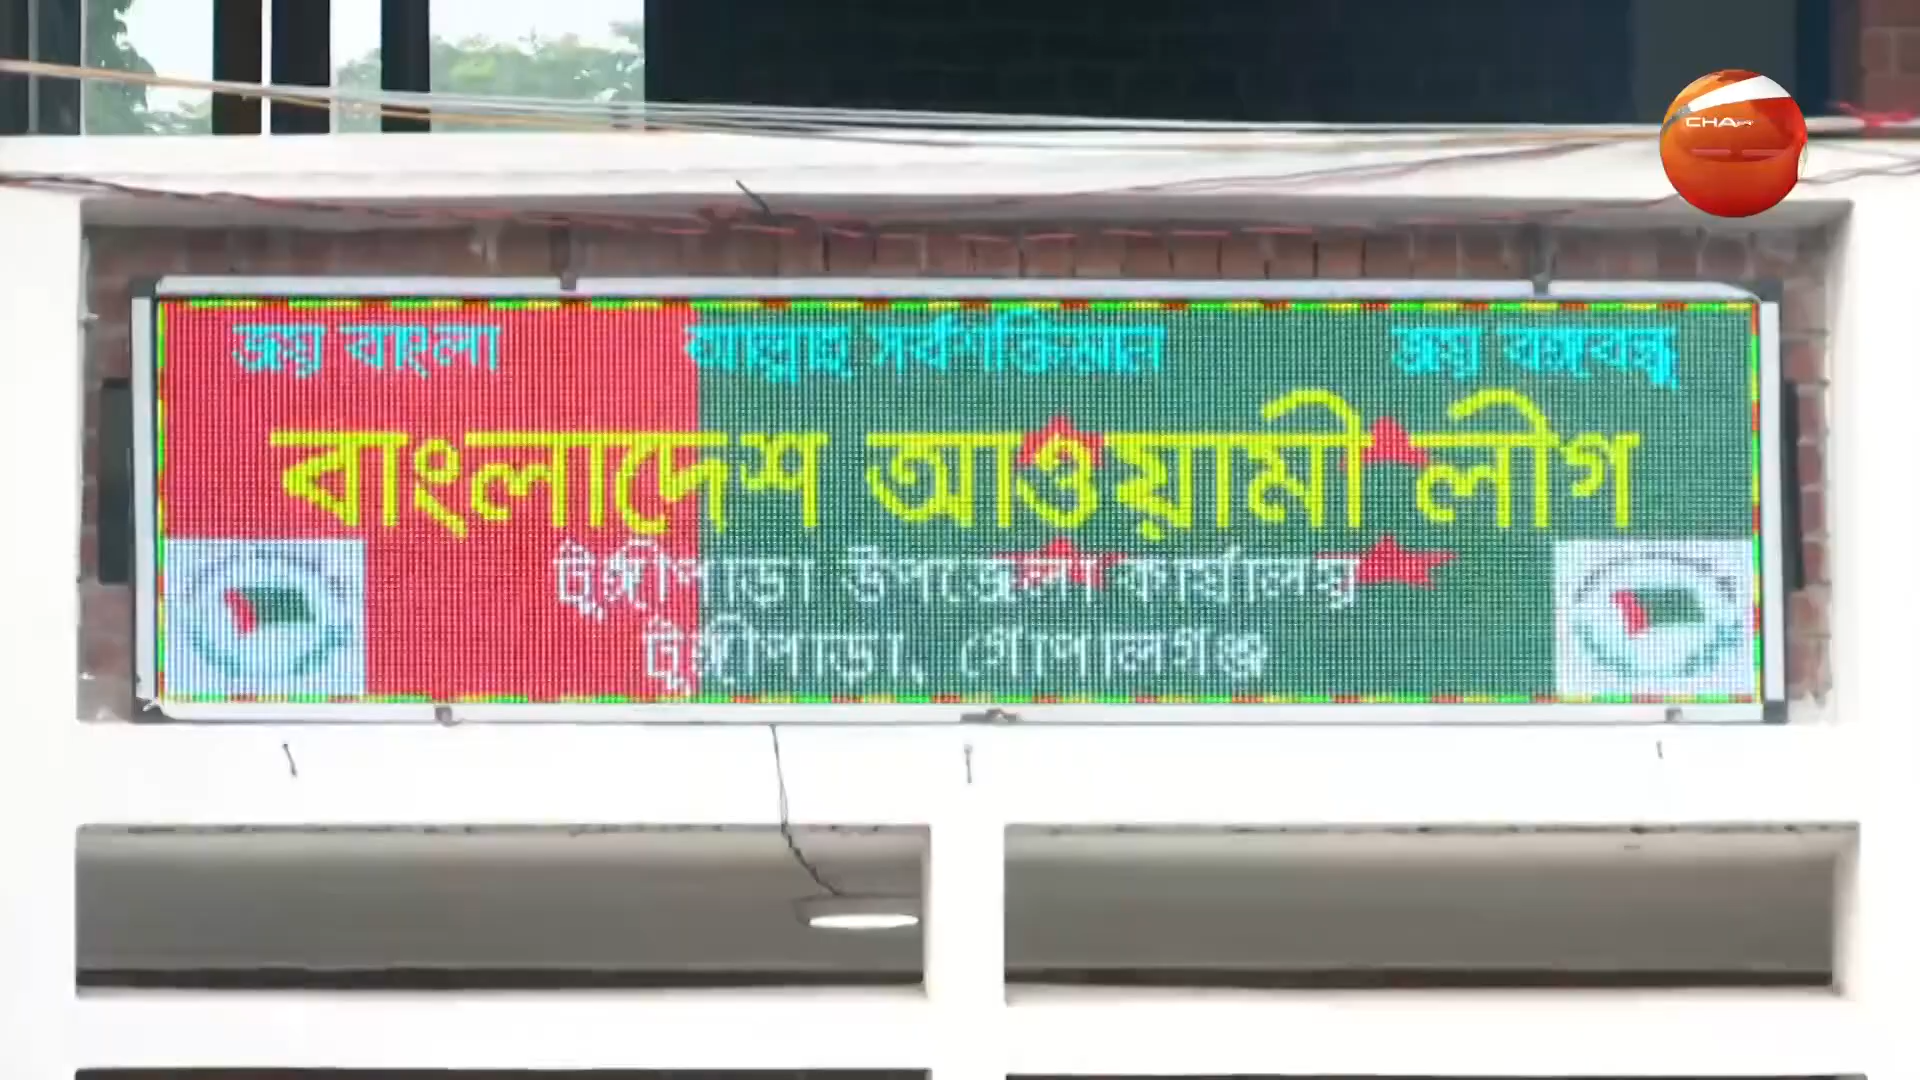 জয় বাংলা আল্লাহ সর্বশক্তিমান জয় বঙ্গবন্ধু
বাংলাদেশ আওয়ামী লীগ
টুঙ্গীপাড়া উপজেলা কার্যালয়
টুঙ্গীপাড়া, গোপালগঞ্জ